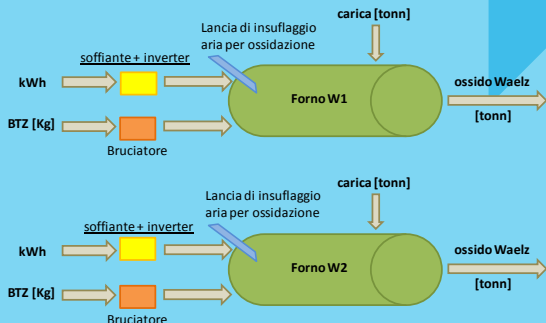 Lancia di insuflaggio
aria per ossidazione
carica [tonn]
soffiante + inverter
kWh
Forno W1
ossido Waelz
[tonn]
BTZ [Kg]
Bruciatore
Lancia di insuflaggio
aria per ossidazione
carica [tonn]
soffiante + inverter
kWh
Forno W2
ossido Waelz
[tonn]
BTZ [Kg]
Bruciatore